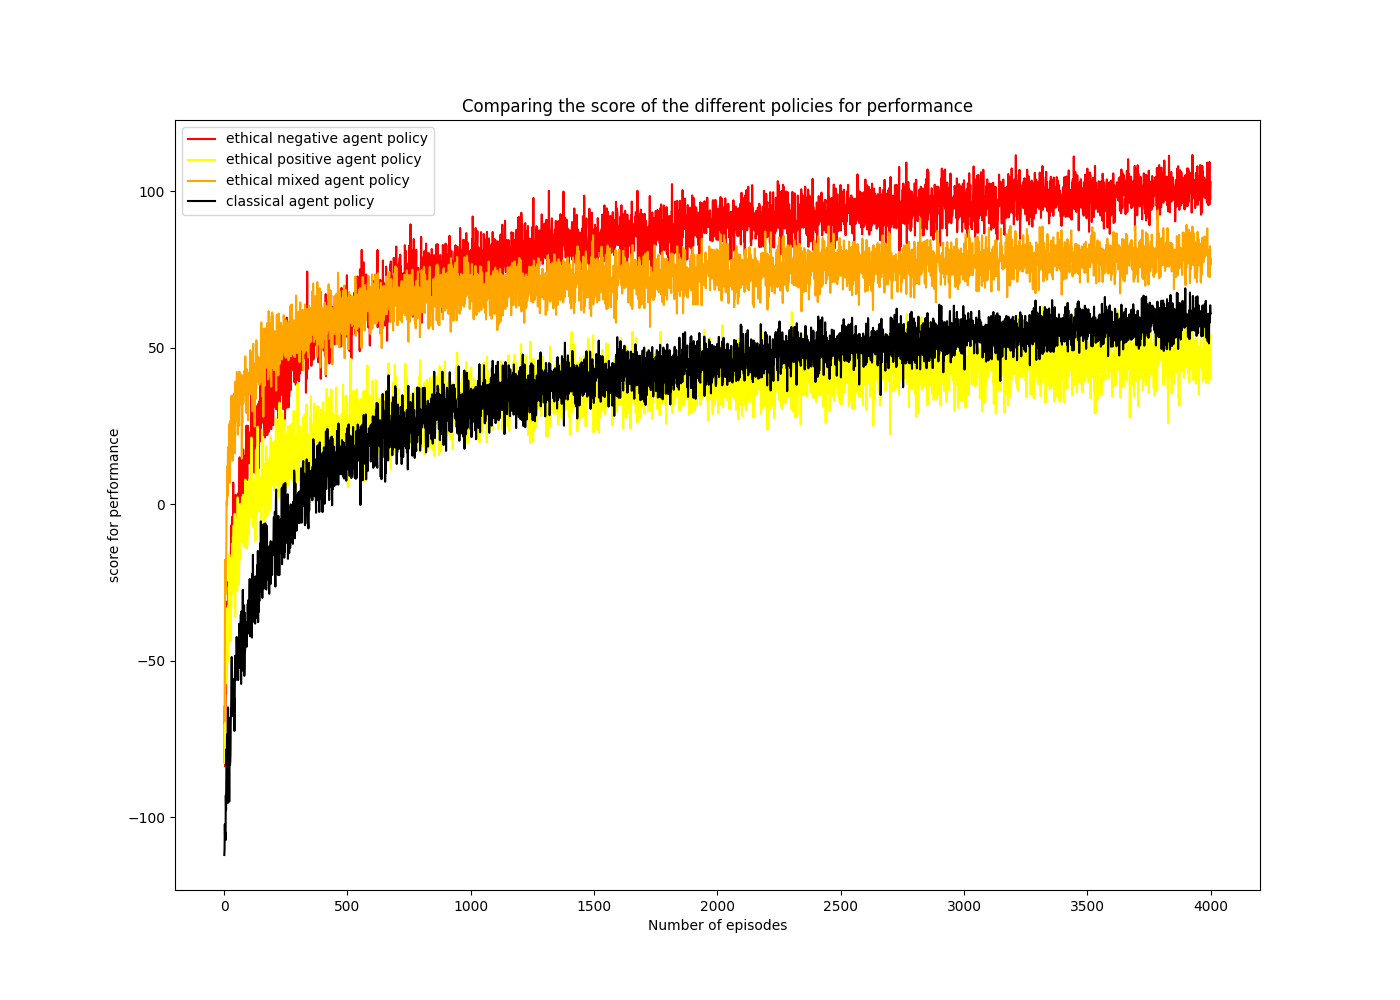 Comparing the score of the different policies for performance
ethical negative agent policy
ethical positive agent policy
ethical mixed agent policy
classical agent policy
100
50
0
−50
−100
score for performance
0
500
1000
1500
2000
2500
3000
3500
4000
Number of episodes